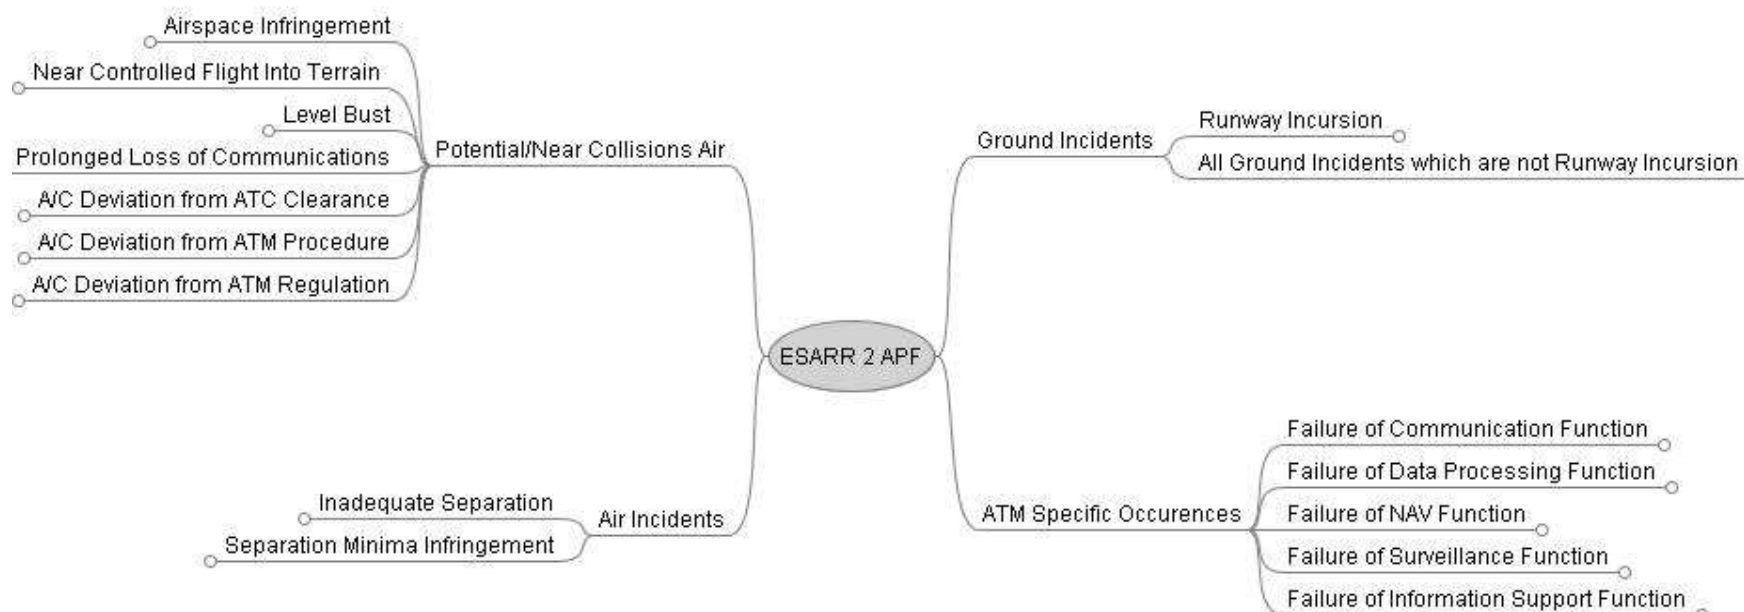 Airspace Infringement
Near Controlled Flight Into Terrain
Level Bust
Prolonged Loss of Communications
A/C Deviation from ATC Clearance
A/C Deviation from ATM Procedure
A/C Deviation from ATM Regulation
Potential/Near Collisions Air
Inadequate Separation
Separation Minima Infringement
Air Incidents
ESARR 2 APF
Ground Incidents
Runway Incursion
All Ground Incidents which are not Runway Incursion
ATM Specific Occurences
Failure of Communication Function
Failure of Data Processing Function
Failure of NAV Function
Failure of Surveillance Function
Failure of Information Support Function